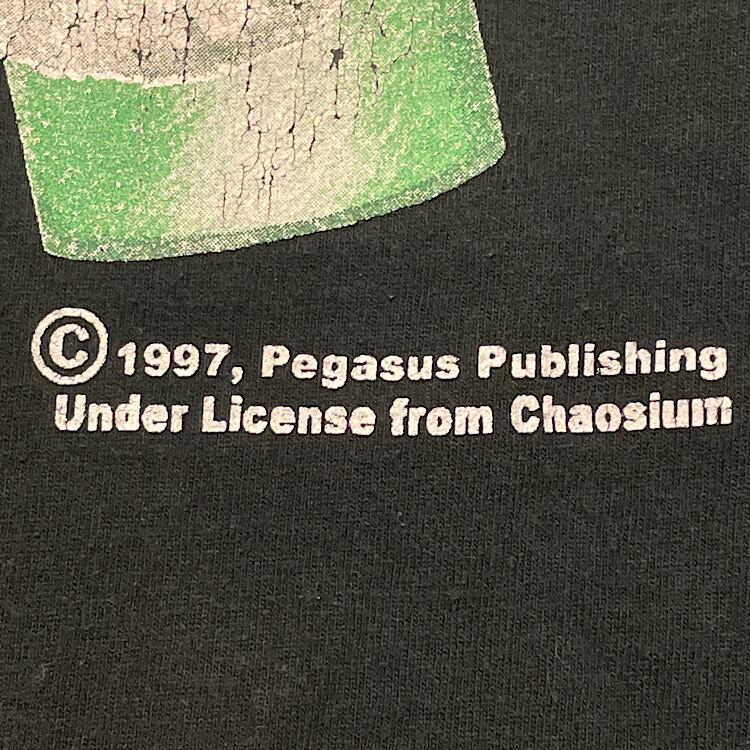 © 1997, Pegasus Publishing
Under License from Chaosium